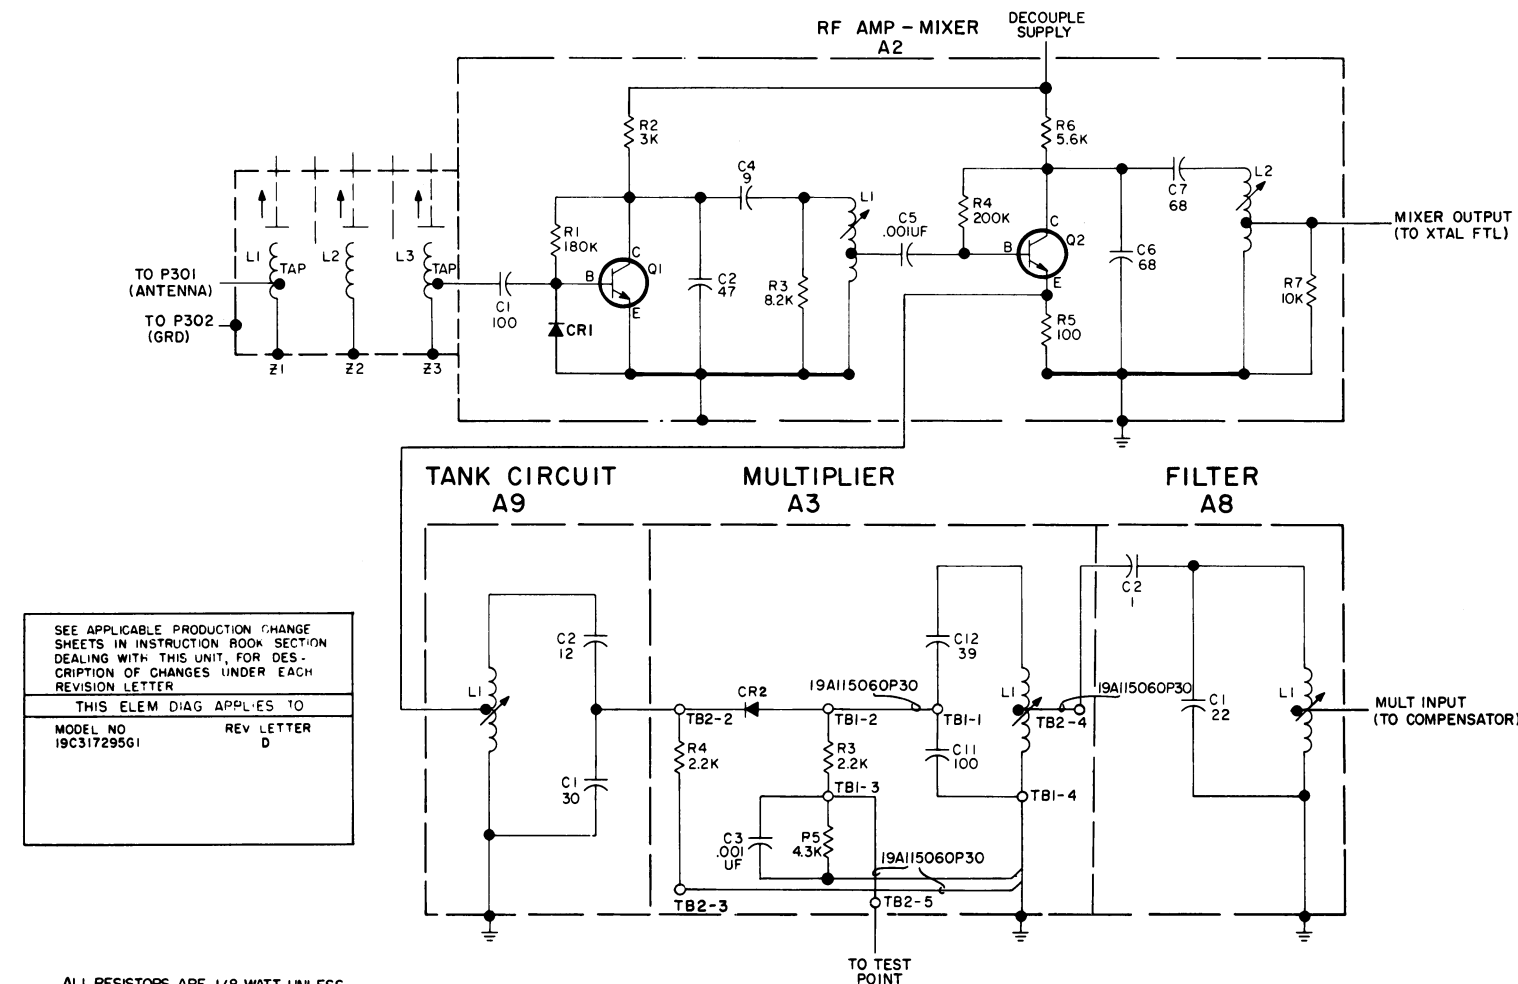 RF AMP - MIXER
A2
DECOUPLE
SUPPLY
R2
3K
R6
5.6K
C4
9
L1
C7
68
L2
R4
200K
C5
.001UF
R1
180K
C
B
Q1
E
C2
47
R3
8.2K
C
B
Q2
E
C6
68
R7
10K
R5
100
MIXER OUTPUT
(TO XTAL FTL)
L1
TAP
L2
L3
TAP
TO P301
(ANTENNA)
TO P302
(GRD)
C1
100
CR1
Z1
Z2
Z3
TANK CIRCUIT
A9
MULTIPLIER
A3
FILTER
A8
C2
12
L1
C1
30
TB2-2
CR2
TB1-2
19A115060P30
TB1-1
C12
39
L1
19A115060P30
TB2-4
C2
1
C1
22
L1
MULT INPUT
(TO COMPENSATOR)
R4
2.2K
R3
2.2K
C11
100
TB1-3
TB1-4
C3
.001
UF
R5
4.3K
19A115060P30
TB2-3
TB2-5
TO TEST
POINT
SEE APPLICABLE PRODUCTION CHANGE
SHEETS IN INSTRUCTION BOOK SECTION
DEALING WITH THIS UNIT, FOR DES-
CRIPTION OF CHANGES UNDER EACH
REVISION LETTER
THIS ELEM DIAG APPLIES TO
MODEL NO REV LETTER
19C317295G1 D
ALL RESISTORS ARE 1/8 WATT UNLESS